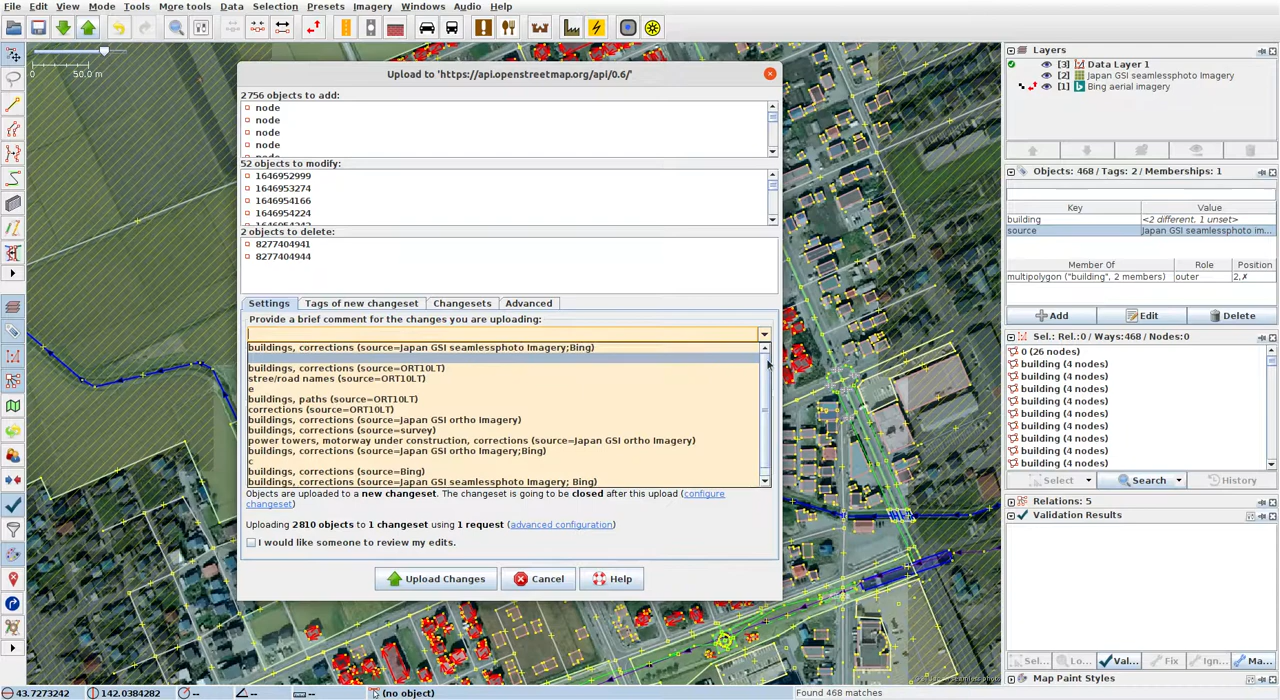 File Edit View Mode Tools More tools Data Selection Presets Imagery Windows Audio Help
0 50.0 m
Upload to 'https://api.openstreetmap.org/api/0.6/'
2756 objects to add:
node
node
node
node
node
52 objects to modify:
1646952999
1646953274
1646954166
1646954224
2 objects to delete:
8277404941
8277404944
Settings Tags of new changeset Changesets Advanced
Provide a brief comment for the changes you are uploading:
buildings, corrections (source=Japan GSI seamlessphoto Imagery;Bing)
buildings, corrections (source=ORT10LT)
stree/road names (source=ORT10LT)
e
buildings, paths (source=ORT10LT)
corrections (source=ORT10LT)
buildings, corrections (source=Japan GSI ortho Imagery)
buildings, corrections (source=survey)
power towers, motorway under construction, corrections (source=Japan GSI ortho Imagery)
buildings, corrections (source=Japan GSI ortho Imagery;Bing)
c
buildings, corrections (source=Bing)
buildings, corrections (source=Japan GSI seamlessphoto Imagery; Bing)
Objects are uploaded to a new changeset. The changeset is going to be closed after this upload (configure
changeset)
Uploading 2810 objects to 1 changeset using 1 request (advanced configuration)
I would like someone to review my edits.
Upload Changes Cancel Help
Layers
[3] Data Layer 1
[2] Japan GSI seamlessphoto Imagery
[1] Bing aerial imagery
Objects: 468 / Tags: 2 / Memberships: 1
Key Value
building <2 different, 1 unset>
source Japan GSI seamlessphoto im...
Member Of Role Position
multipolygon ("building", 2 members) outer 2,✗
Add Edit Delete
Sel.: Rel.:0 / Ways:468 / Nodes:0
0 (26 nodes)
building (4 nodes)
building (4 nodes)
building (4 nodes)
building (4 nodes)
building (4 nodes)
building (4 nodes)
building (4 nodes)
building (4 nodes)
building (4 nodes)
Select Search History
Relations: 5
Validation Results
Sel... Lo... Val... Fix Ign... Ma...
Map Paint Styles
43.7273242 142.0384282 -- -- -- (no object) Found 468 matches